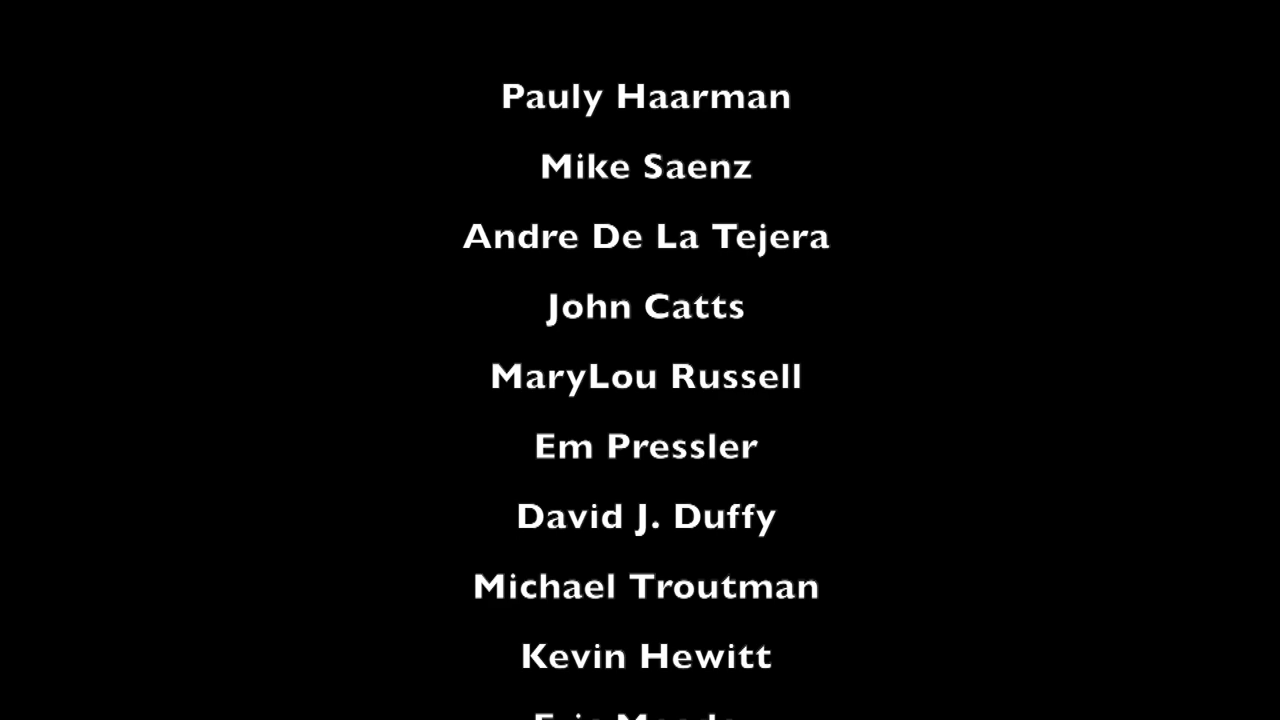 Pauly Haarman
Mike Saenz
Andre De La Tejera
John Catts
MaryLou Russell
Em Pressler
David J. Duffy
Michael Troutman
Kevin Hewitt